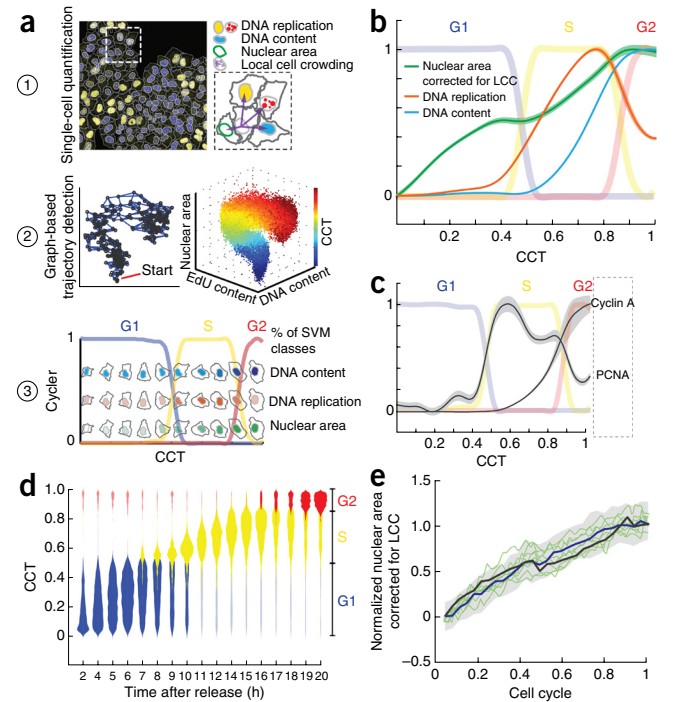 a
1
Single-cell quantification
DNA replication
DNA content
Nuclear area
Local cell crowding
2
Graph-based
trajectory detection
Start
Nuclear area
EdU content
DNA content
CCT
3
Cycler
1
0
G1
S
G2
% of SVM
classes
DNA content
DNA replication
Nuclear area
CCT
b
G1
S
G2
1
0
Nuclear area
corrected for LCC
DNA replication
DNA content
0.2
0.4
0.6
0.8
1
CCT
c
G1
S
G2
1
0
Cyclin A
PCNA
0.2
0.4
0.6
0.8
1
CCT
d
CCT
1.0
0.8
0.6
0.4
0.2
0
G2
S
G1
2 4 5 6 7 8 9 10 11 12 14 15 16 17 18 19 20
Time after release (h)
e
Normalized nuclear area
corrected for LCC
1.5
1.0
0.5
0
–0.5
0
0.2
0.4
0.6
0.8
1
Cell cycle